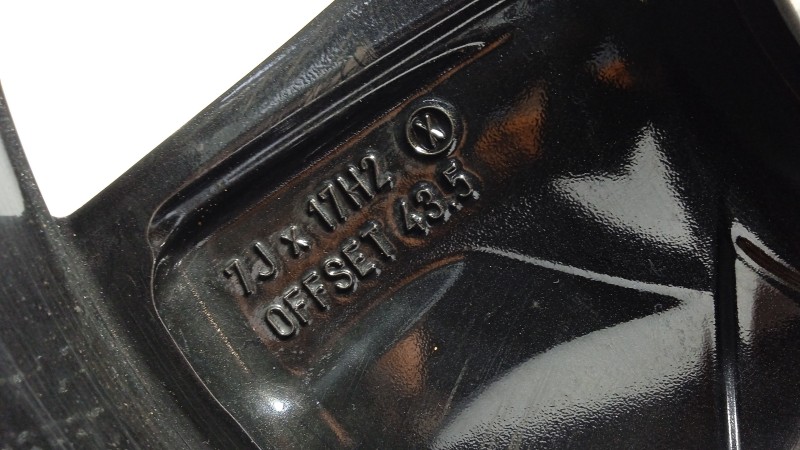 7J x 17H2 Ⓧ
OFFSET 43.5